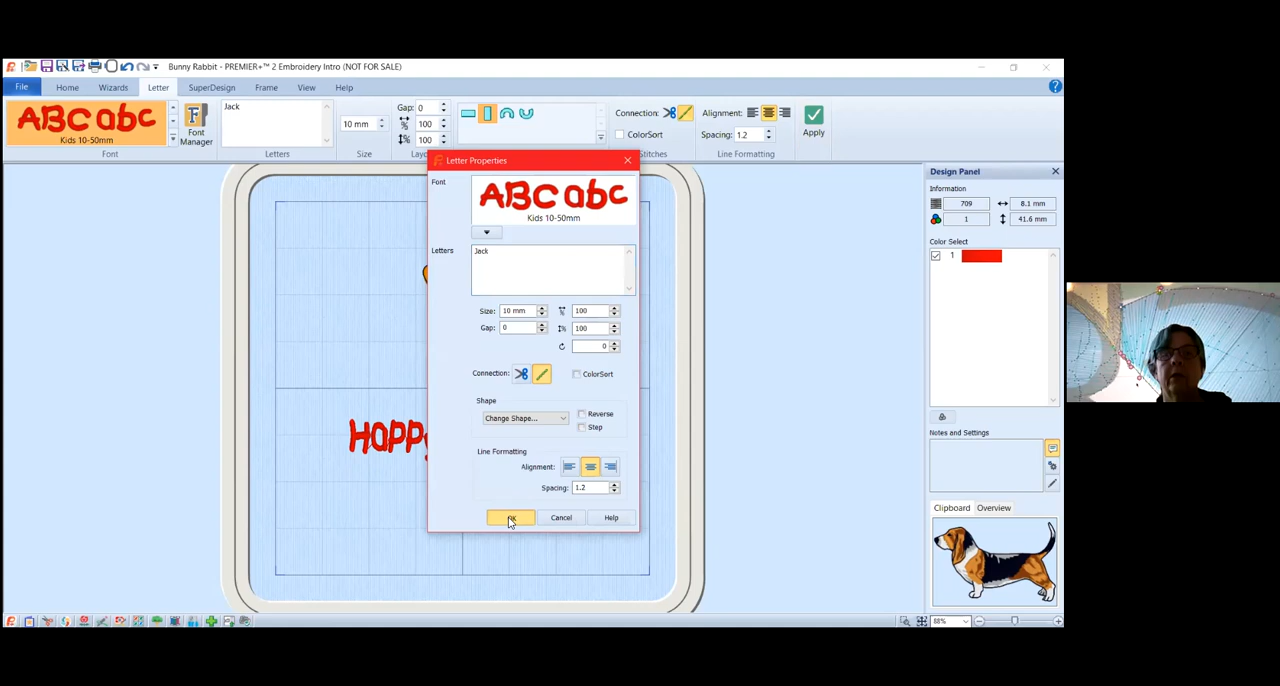 Bunny Rabbit - PREMIER+™ 2 Embroidery Intro (NOT FOR SALE)
File Home Wizards Letter SuperDesign Frame View Help
ABC abc
Kids 10-50mm
Font
Manager
Font
Jack
Letters
10 mm
Size
Gap: 0
% 100
% 100
Connection:
ColorSort
Alignment:
Spacing: 1.2
Line Formatting
Apply
Letter Properties
Font
ABC abc
Kids 10-50mm
Letters
Jack
Size: 10 mm
100
Gap: 0
100
0
Connection:
ColorSort
Shape
Change Shape...
Reverse
Step
Line Formatting
Alignment:
Spacing: 1.2
Cancel
Help
Design Panel
Information
709
8.1 mm
1
41.6 mm
Color Select
1
Notes and Settings
Clipboard Overview
88%